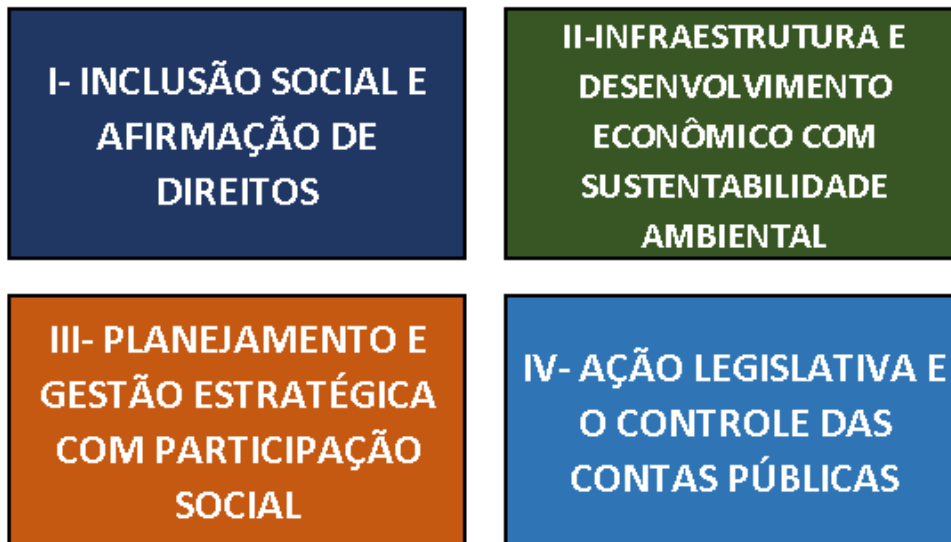 I- INCLUSÃO SOCIAL E
AFIRMAÇÃO DE
DIREITOS
II-INFRAESTRUTURA E
DESENVOLVIMENTO
ECONÔMICO COM
SUSTENTABILIDADE
AMBIENTAL
III- PLANEJAMENTO E
GESTÃO ESTRATÉGICA
COM PARTICIPAÇÃO
SOCIAL
IV- AÇÃO LEGISLATIVA E
O CONTROLE DAS
CONTAS PÚBLICAS